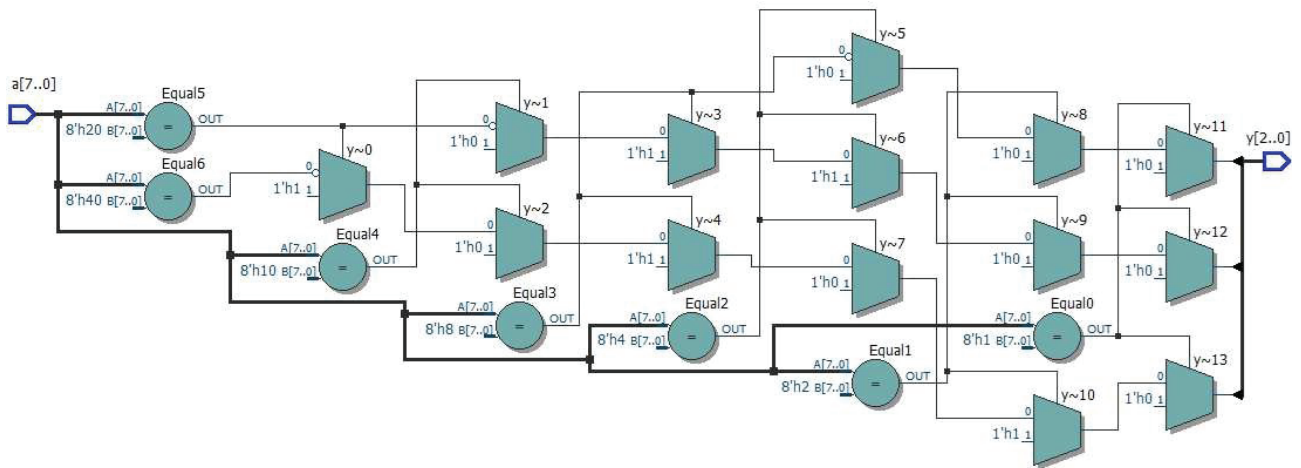 a[7..0]
Equal5
A[7..0]
8'h20 B[7..0]
=
OUT
Equal6
A[7..0]
8'h40 B[7..0]
=
OUT
y~0
0
1'h1 1
Equal4
A[7..0]
8'h10 B[7..0]
=
OUT
y~1
0
1'h0 1
y~2
0
1'h0 1
Equal3
A[7..0]
8'h8 B[7..0]
=
OUT
y~3
0
1'h1 1
y~4
0
1'h1 1
Equal2
A[7..0]
8'h4 B[7..0]
=
OUT
y~5
0
1'h0 1
y~6
0
1'h1 1
y~7
0
1'h0 1
Equal1
A[7..0]
8'h2 B[7..0]
=
OUT
y~8
0
1'h0 1
y~9
0
1'h0 1
Equal0
A[7..0]
8'h1 B[7..0]
=
OUT
y~10
0
1'h1 1
y~11
0
1'h0 1
y~12
0
1'h0 1
y~13
0
1'h0 1
y[2..0]